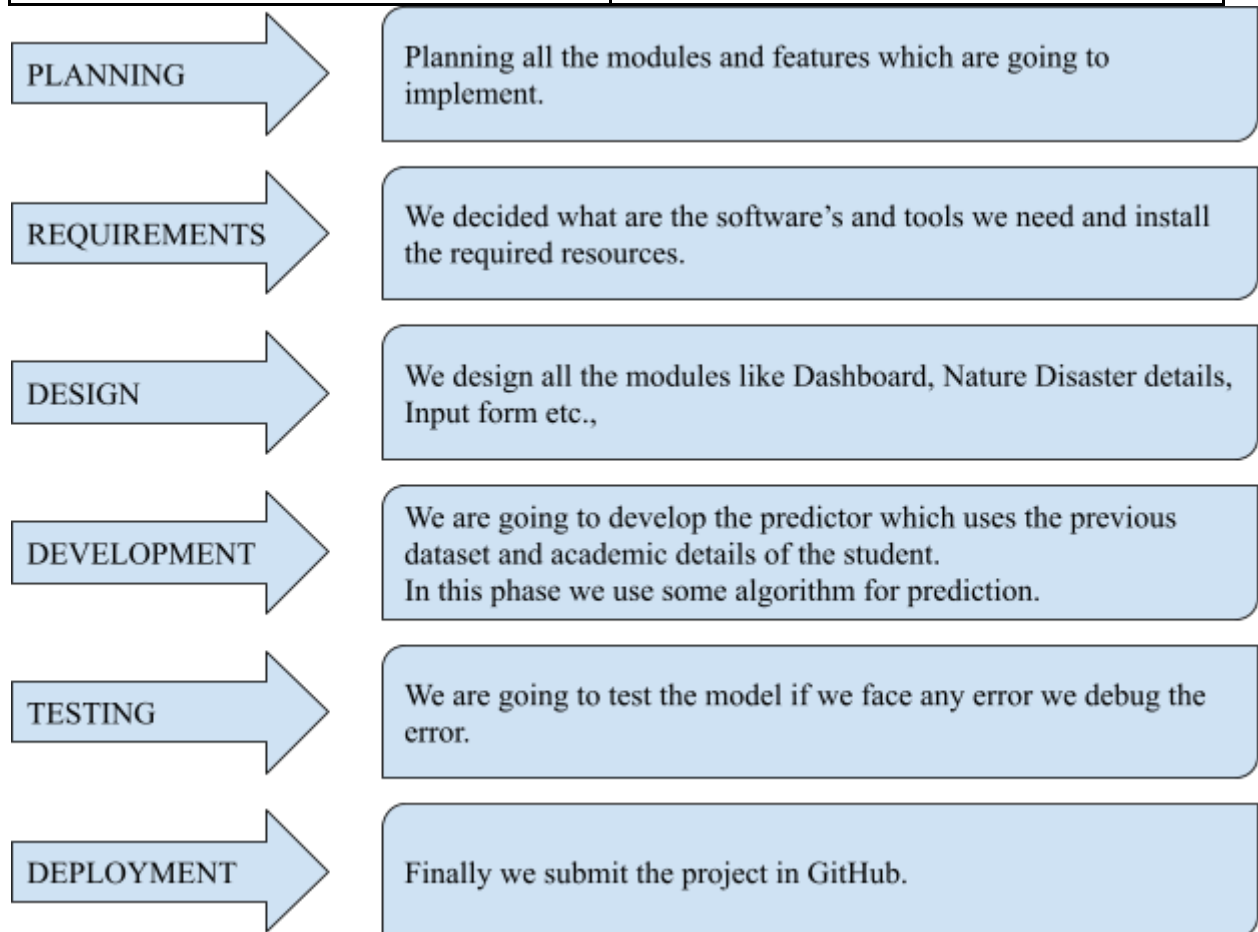 PLANNING
Planning all the modules and features which are going to
implement.
REQUIREMENTS
We decided what are the software’s and tools we need and install
the required resources.
DESIGN
We design all the modules like Dashboard, Nature Disaster details,
Input form etc.,
DEVELOPMENT
We are going to develop the predictor which uses the previous
dataset and academic details of the student.
In this phase we use some algorithm for prediction.
TESTING
We are going to test the model if we face any error we debug the
error.
DEPLOYMENT
Finally we submit the project in GitHub.